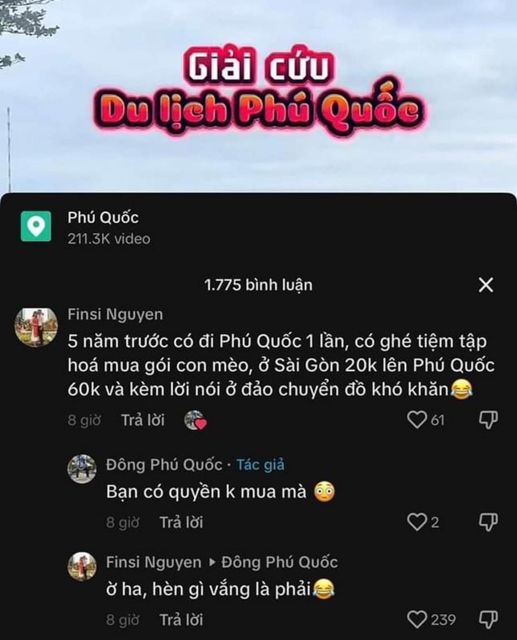 Giải cứu
Du lịch Phú Quốc
Phú Quốc
211.3K video
1.775 bình luận
Finsi Nguyen
5 năm trước có đi Phú Quốc 1 lần, có ghé tiệm tập
hoá mua gói con mèo, ở Sài Gòn 20k lên Phú Quốc
60k và kèm lời nói ở đảo chuyển đồ khó khăn😂
8 giờ Trả lời 61
Đông Phú Quốc · Tác giả
Bạn có quyền k mua mà 😳
8 giờ Trả lời 2
Finsi Nguyen ▸ Đông Phú Quốc
ờ ha, hèn gì vắng là phải😂
8 giờ Trả lời 239